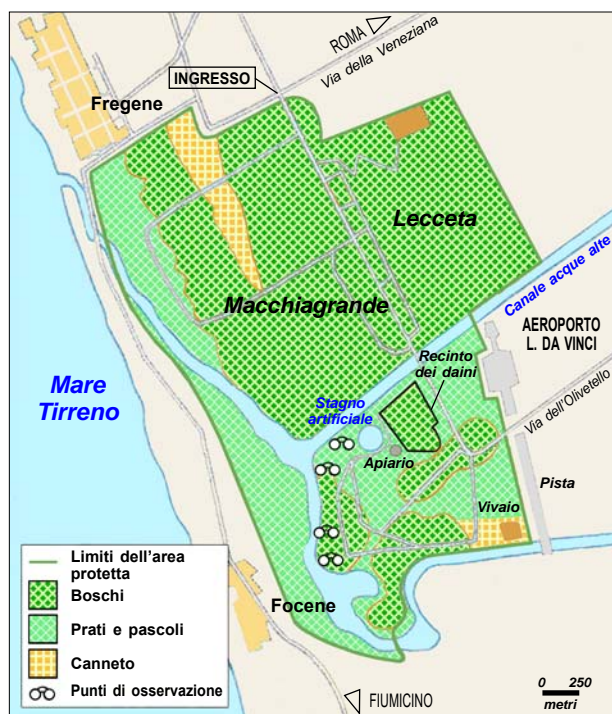 ROMA
Via della Veneziana
INGRESSO
Fregene
Lecceta
Macchiagrande
Canale acque alte
AEROPORTO
L. DA VINCI
Recinto
dei daini
Mare
Tirreno
Stagno
artificiale
Via dell'Olivetello
Apiario
Vivaio
Pista
Limiti dell'area
protetta
Boschi
Prati e pascoli
Canneto
Punti di osservazione
Focene
FIUMICINO
0 250
metri